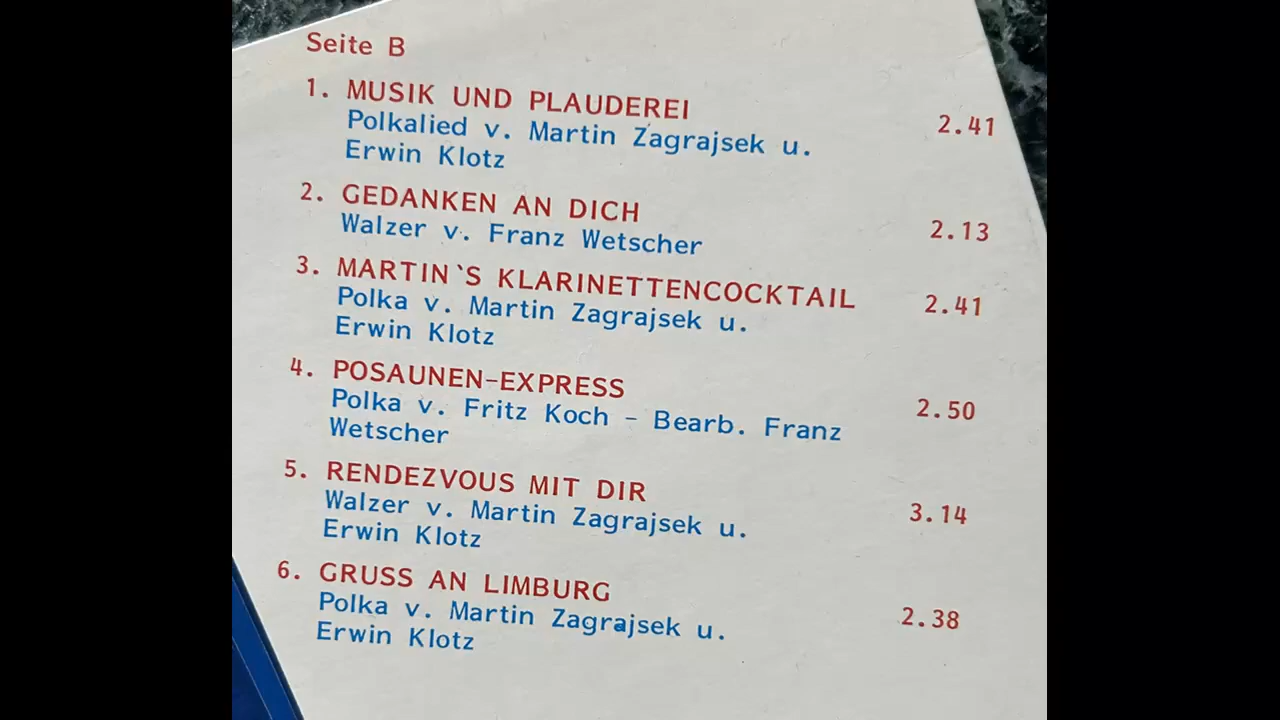 Seite B
1. MUSIK UND PLAUDEREI 2.41
Polkalied v. Martin Zagrajsek u.
Erwin Klotz
2. GEDANKEN AN DICH 2.13
Walzer v. Franz Wetscher
3. MARTIN`S KLARINETTENCOCKTAIL 2.41
Polka v. Martin Zagrajsek u.
Erwin Klotz
4. POSAUNEN-EXPRESS 2.50
Polka v. Fritz Koch - Bearb. Franz
Wetscher
5. RENDEZVOUS MIT DIR 3.14
Walzer v. Martin Zagrajsek u.
Erwin Klotz
6. GRUSS AN LIMBURG 2.38
Polka v. Martin Zagrajsek u.
Erwin Klotz